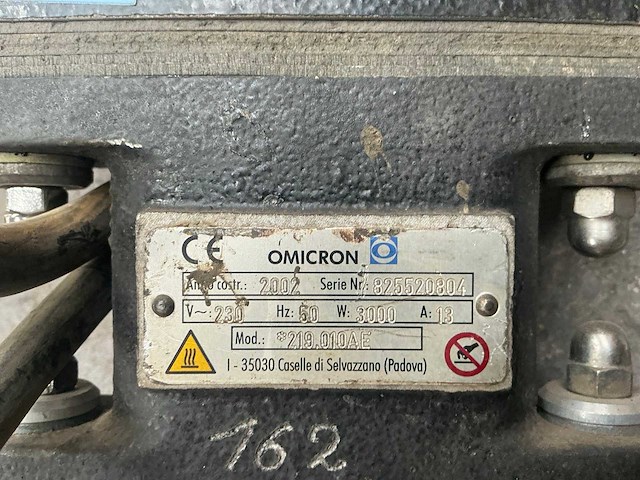 CE OMICRON
Anno costr.: 2002 Serie Nr.: 825520804
V~: 230 Hz: 50 W: 3000 A: 13
Mod.: *219.010AE
I - 35030 Caselle di Selvazzano (Padova)
162